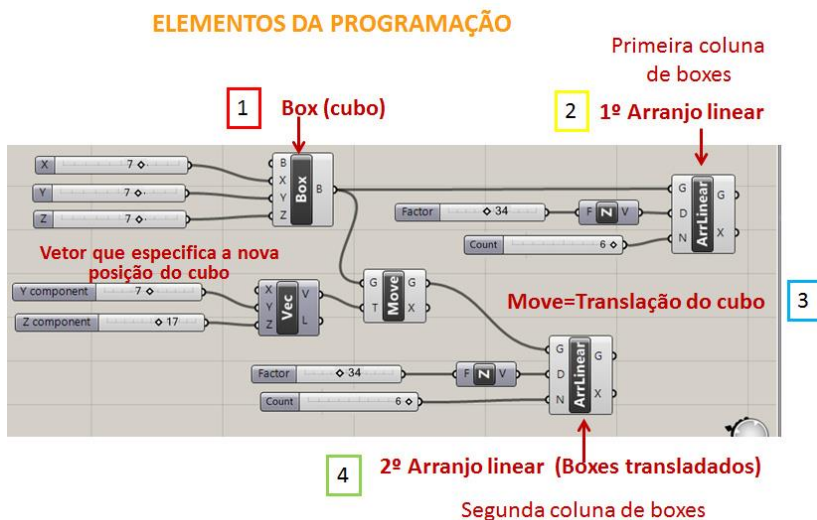 ELEMENTOS DA PROGRAMAÇÃO
Primeira coluna
de boxes
1
Box (cubo)
2
1º Arranjo linear
X 7
Y 7
Z 7
B
X
Y
Z
Box
B
Factor 34
F Z V
Count 6
G
D
N
ArrLinear
G
X
Vetor que especifica a nova
posição do cubo
Y component 7
Z component 17
X
Y
Z
Vec
V
L
G
T
Move
G
X
Move=Translação do cubo
3
Factor 34
F Z V
Count 6
G
D
N
ArrLinear
G
X
4
2º Arranjo linear (Boxes transladados)
Segunda coluna de boxes